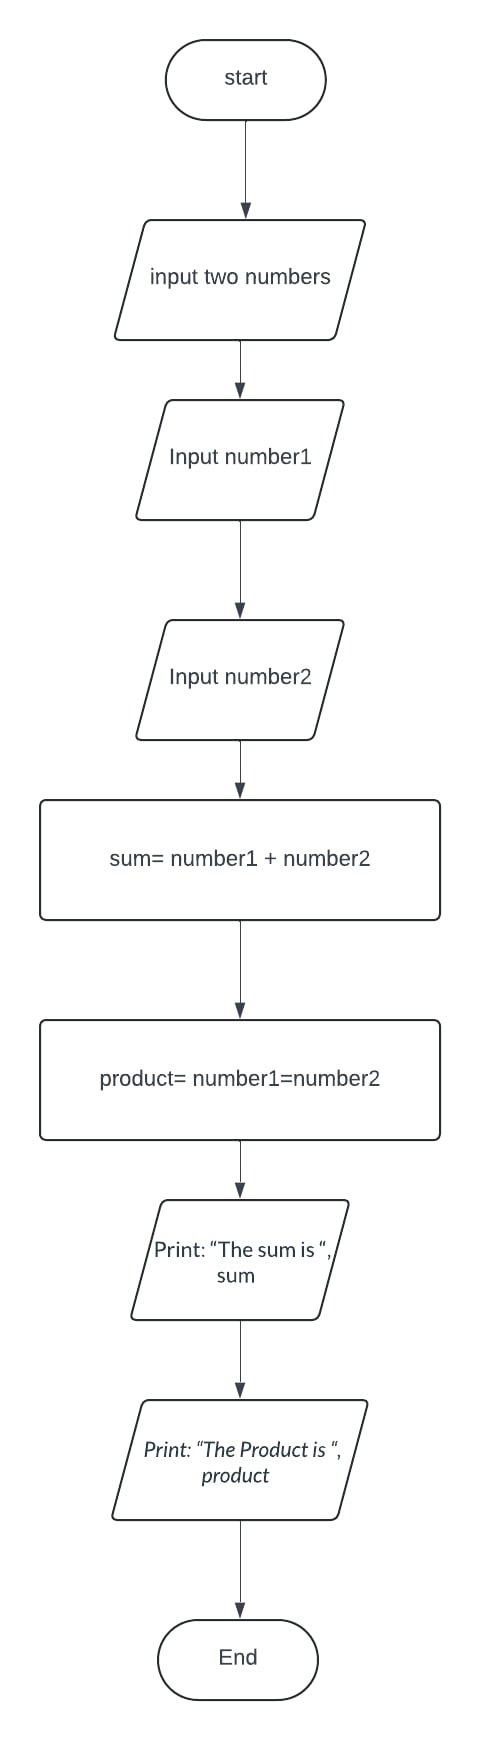 start
input two numbers
Input number1
Input number2
sum= number1 + number2
product= number1=number2
Print: “The sum is “,
sum
Print: “The Product is “,
product
End